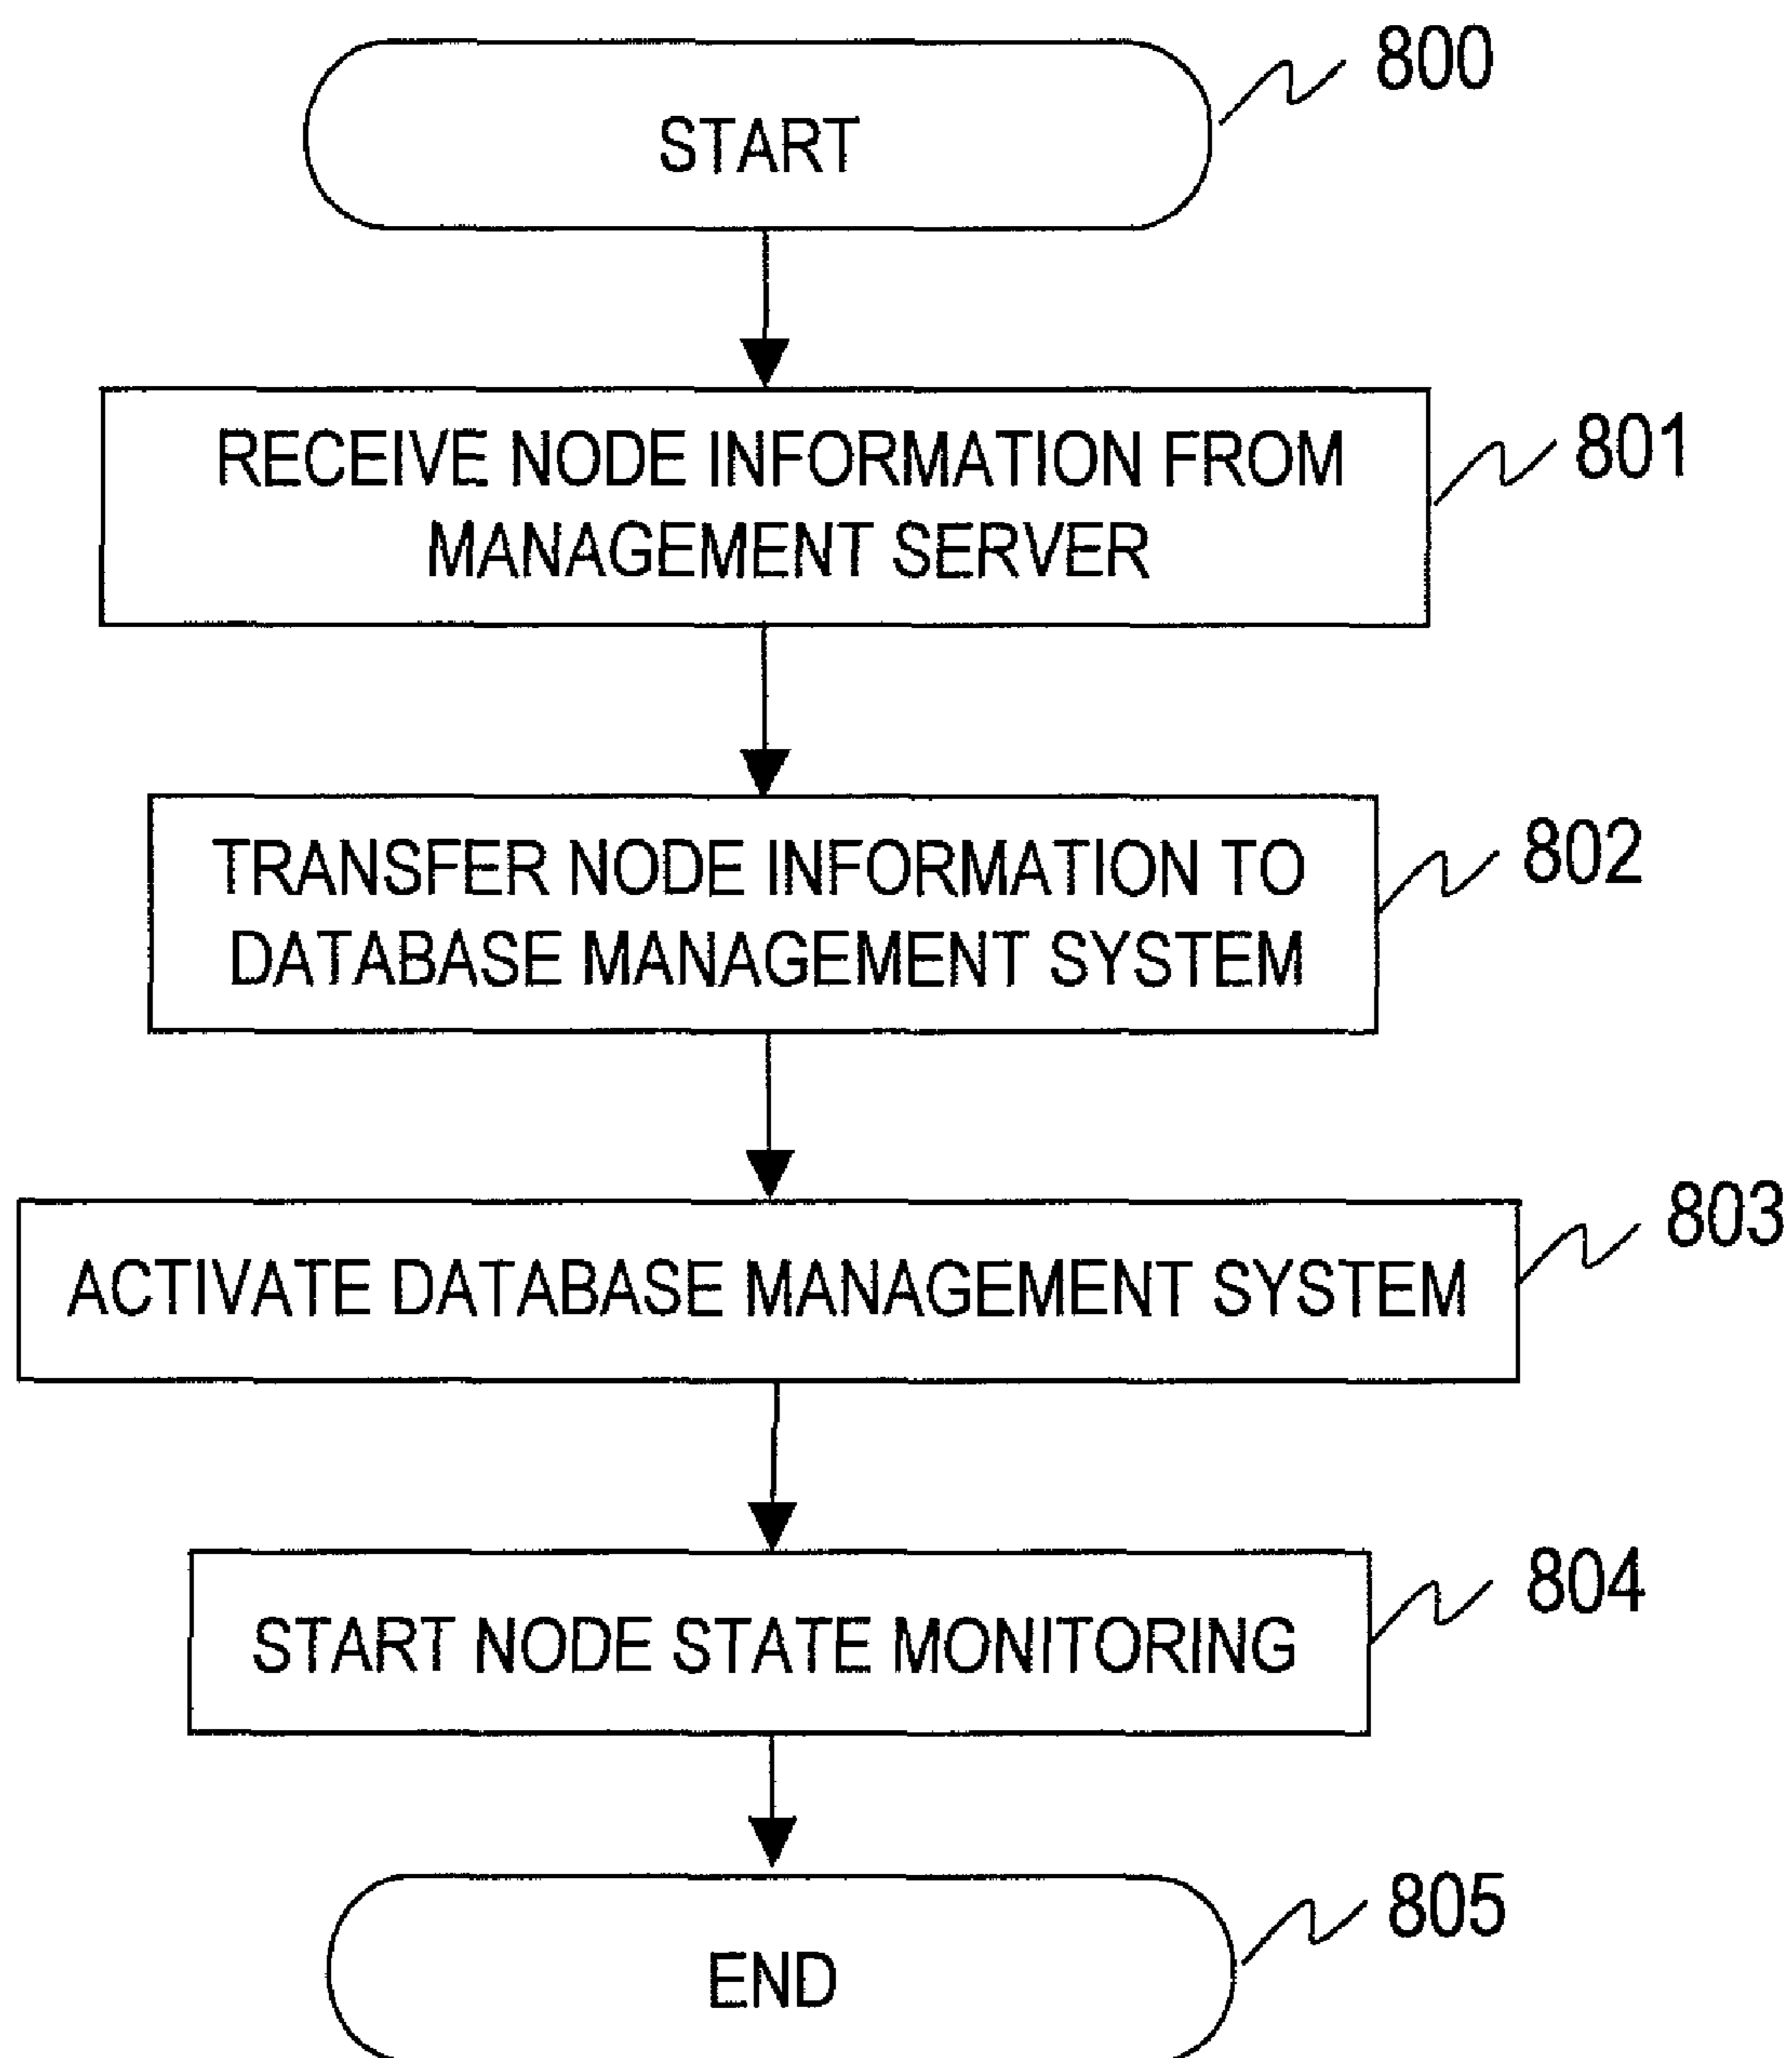 START
800
RECEIVE NODE INFORMATION FROM
MANAGEMENT SERVER
801
TRANSFER NODE INFORMATION TO
DATABASE MANAGEMENT SYSTEM
802
ACTIVATE DATABASE MANAGEMENT SYSTEM
803
START NODE STATE MONITORING
804
END
805